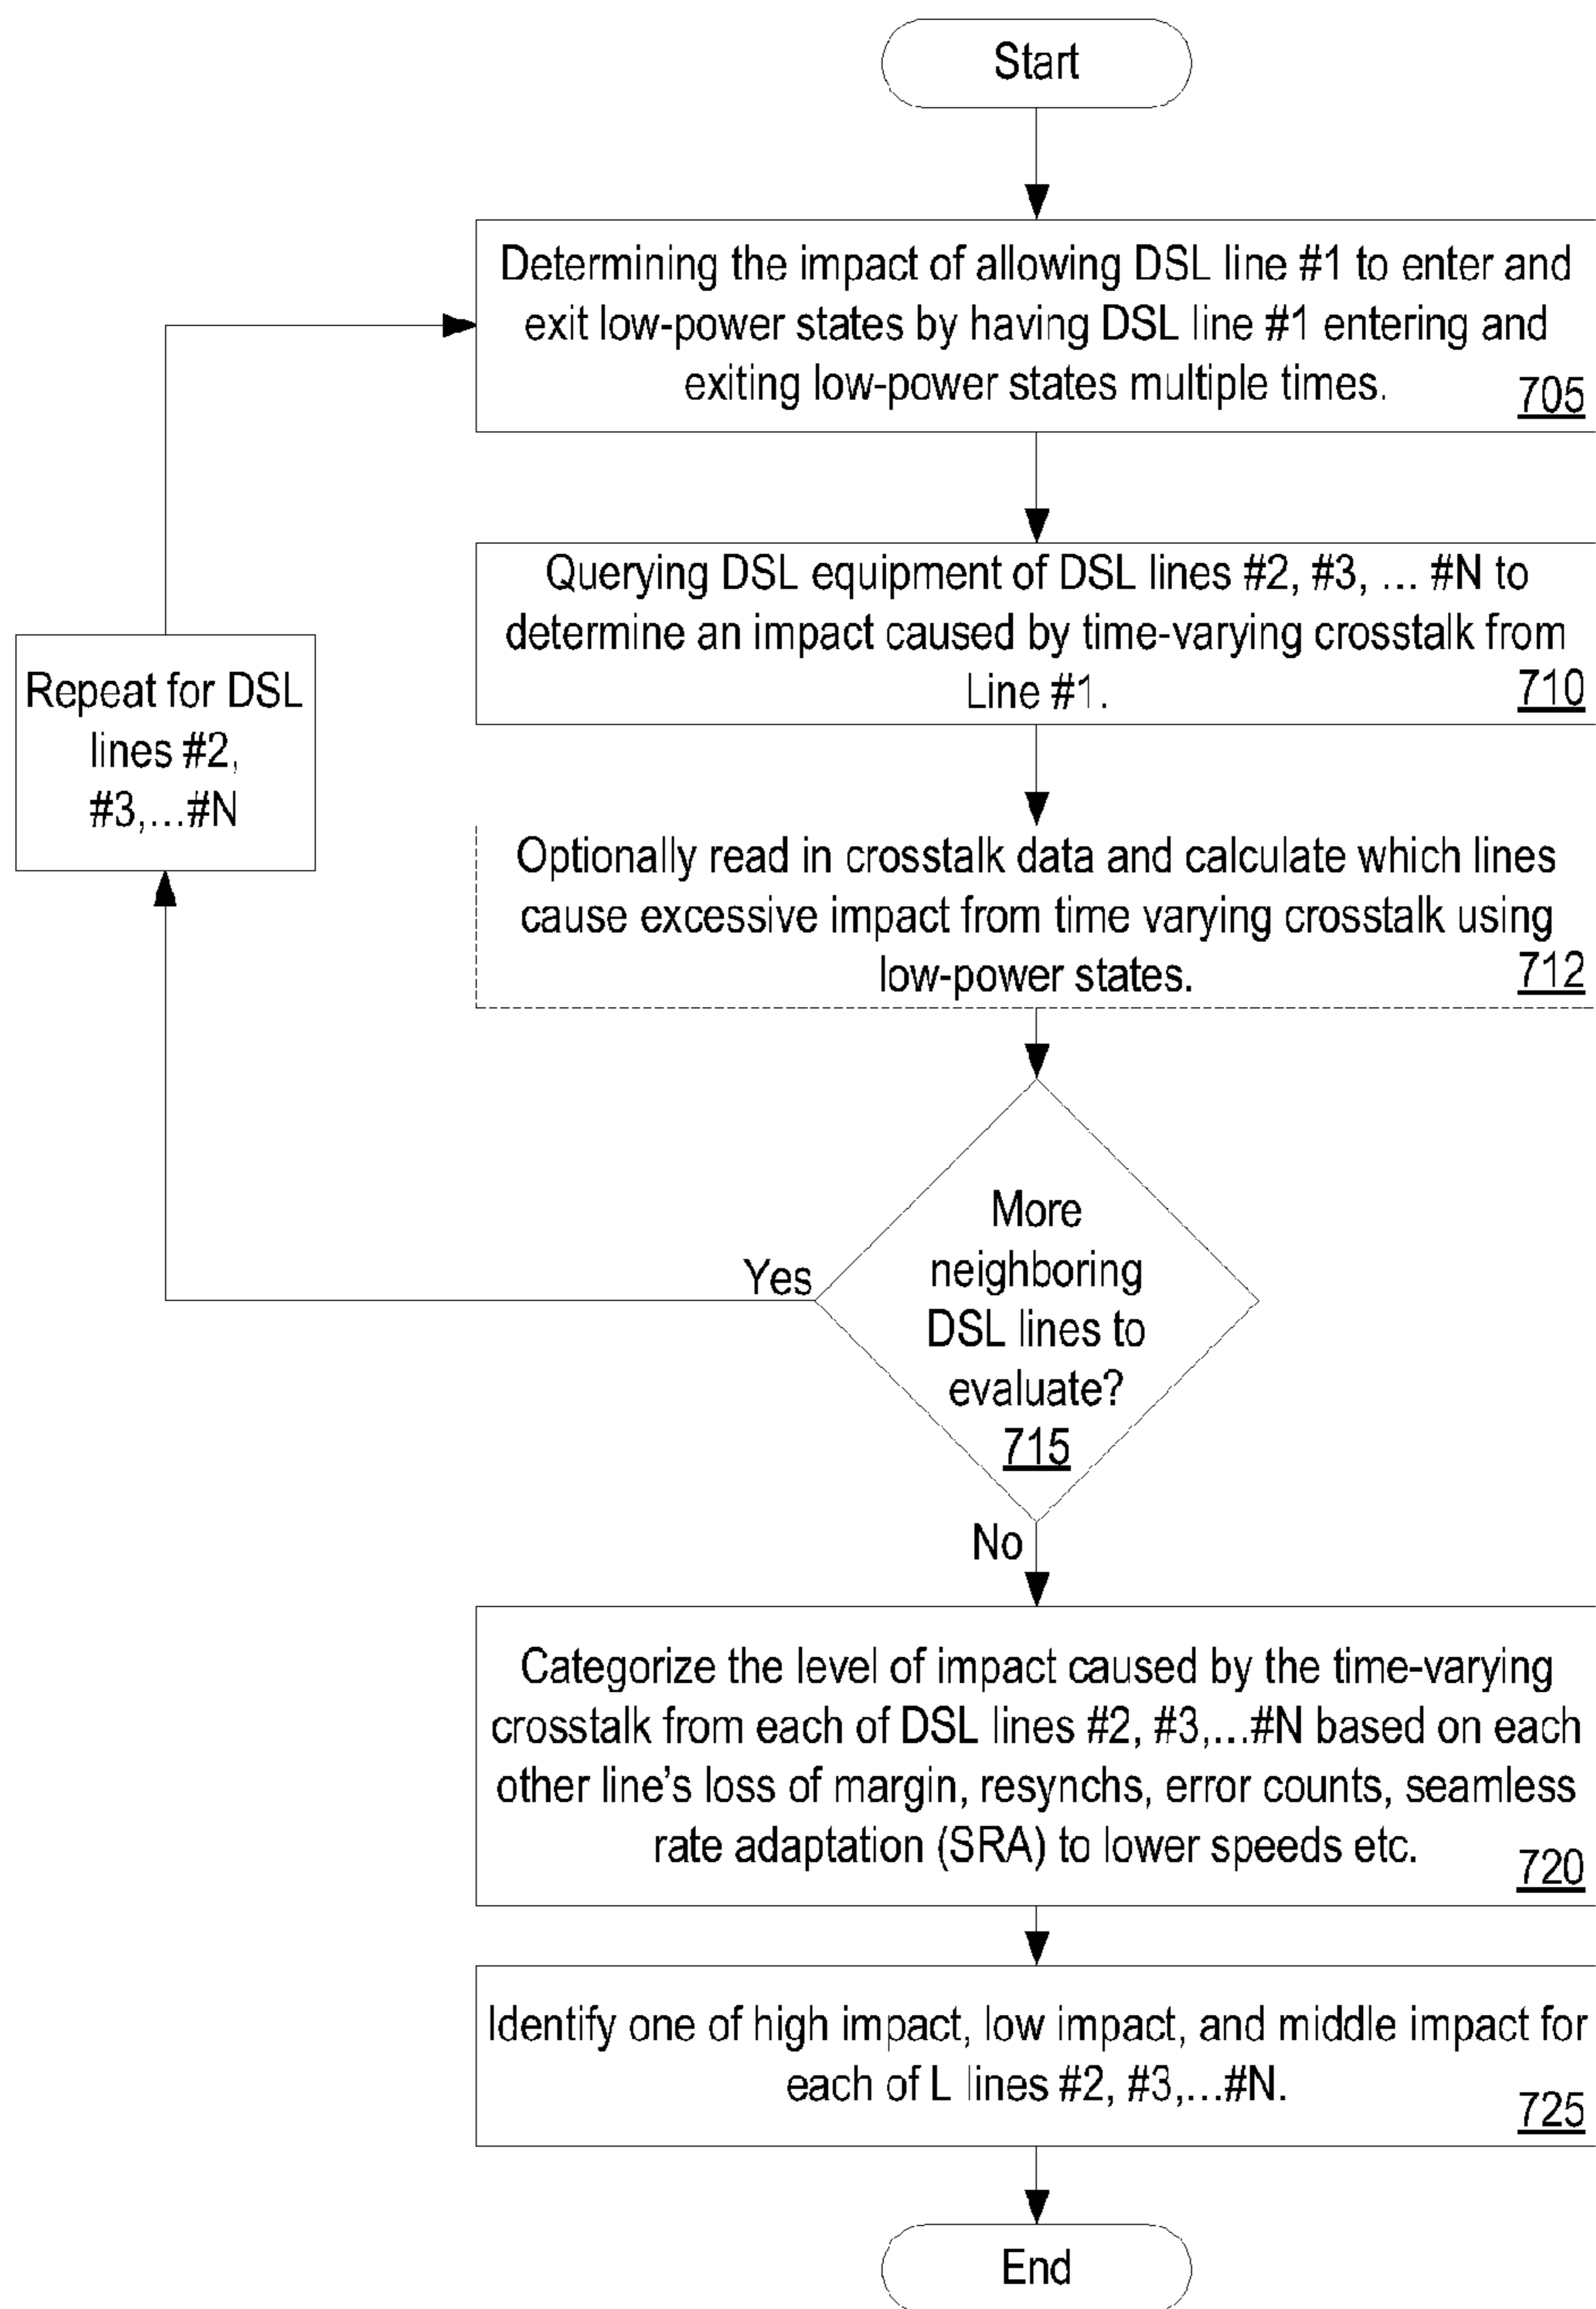 Start
Determining the impact of allowing DSL line #1 to enter and
exit low-power states by having DSL line #1 entering and
exiting low-power states multiple times.
705
Querying DSL equipment of DSL lines #2, #3, ... #N to
determine an impact caused by time-varying crosstalk from
Line #1.
710
Repeat for DSL
lines #2,
#3,...#N
Optionally read in crosstalk data and calculate which lines
cause excessive impact from time varying crosstalk using
low-power states.
712
More
neighboring
DSL lines to
evaluate?
715
Yes
No
Categorize the level of impact caused by the time-varying
crosstalk from each of DSL lines #2, #3,...#N based on each
other line's loss of margin, resynchs, error counts, seamless
rate adaptation (SRA) to lower speeds etc.
720
Identify one of high impact, low impact, and middle impact for
each of L lines #2, #3,...#N.
725
End